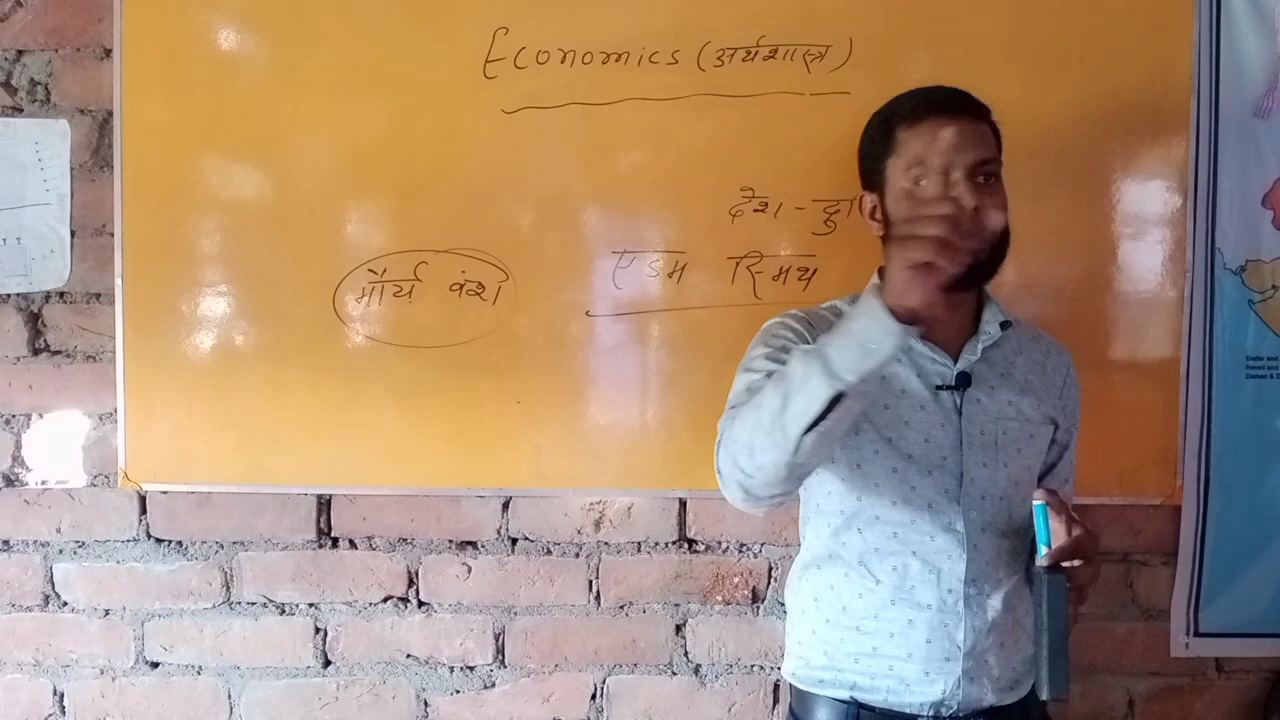 Economics (अर्थशास्त्र)
देश -
एडम स्मिथ
मौर्य वंश